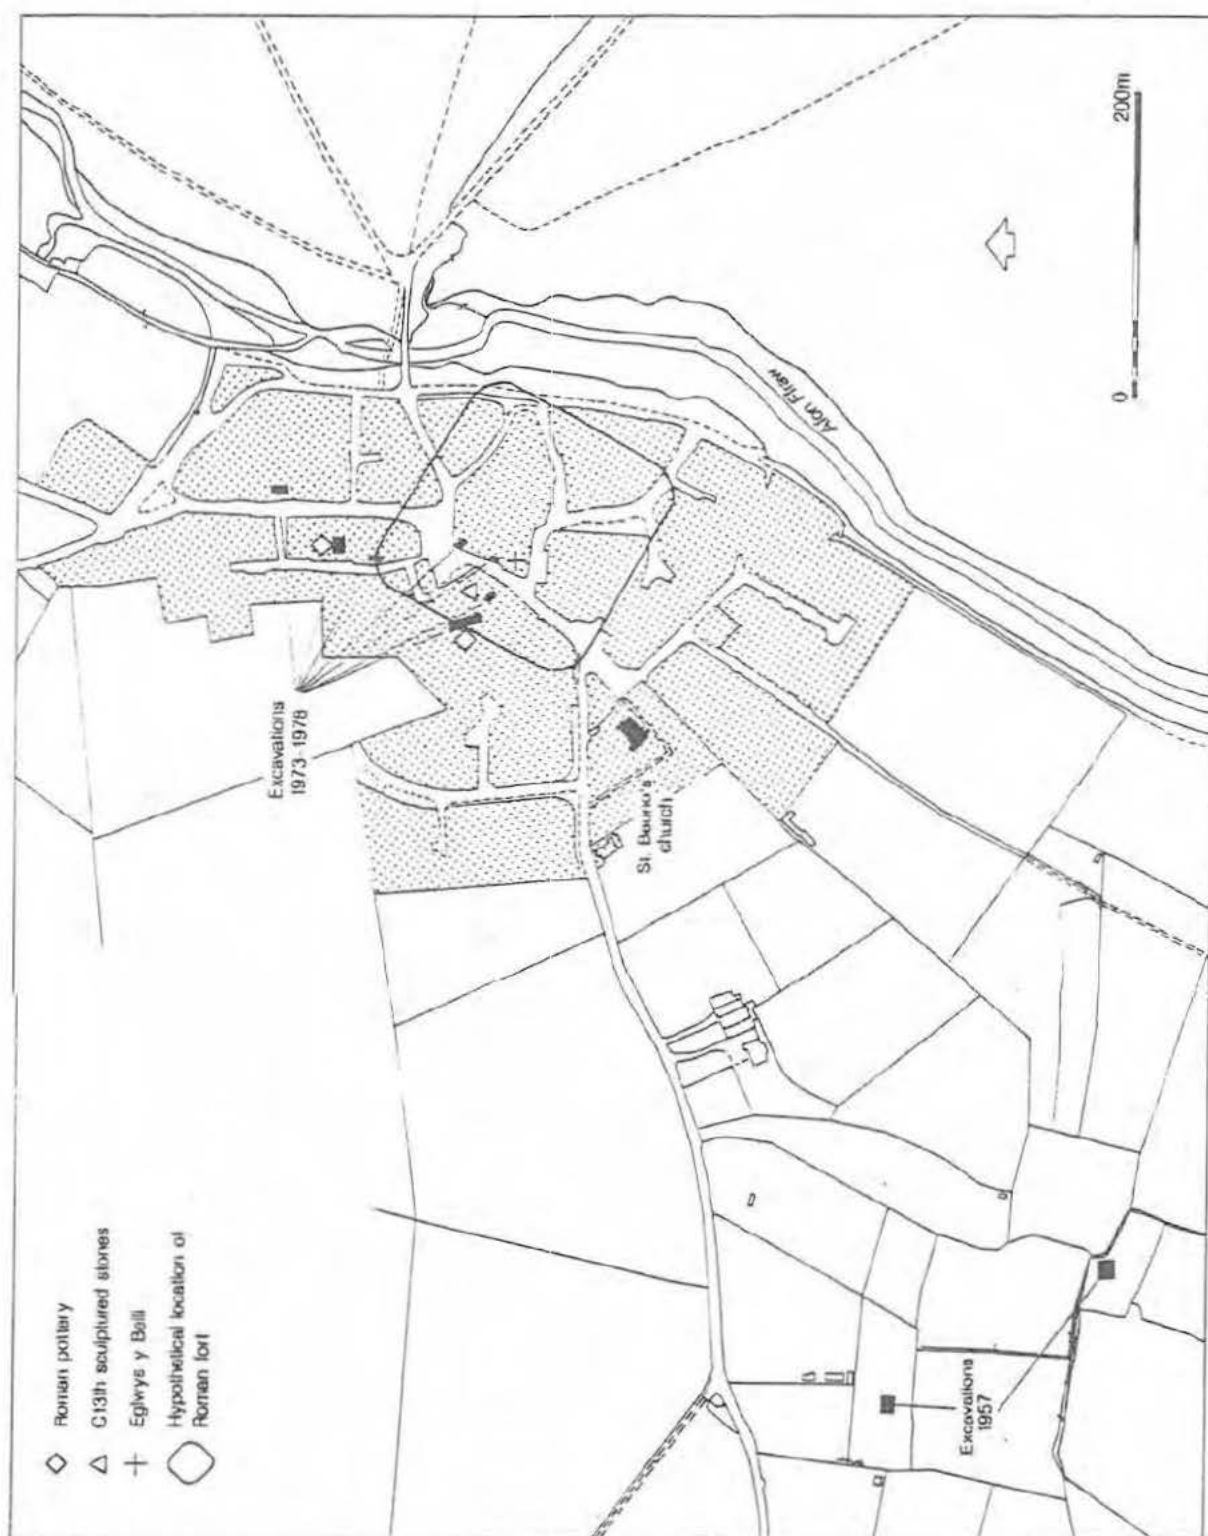 Roman pottery
C13th sculptured stones
Eglwys y Beili
Hypothetical location of
Roman fort
Excavations
1973-1978
St. Beuno's
church
Afon Ffraw
Excavations
1957
0
200m